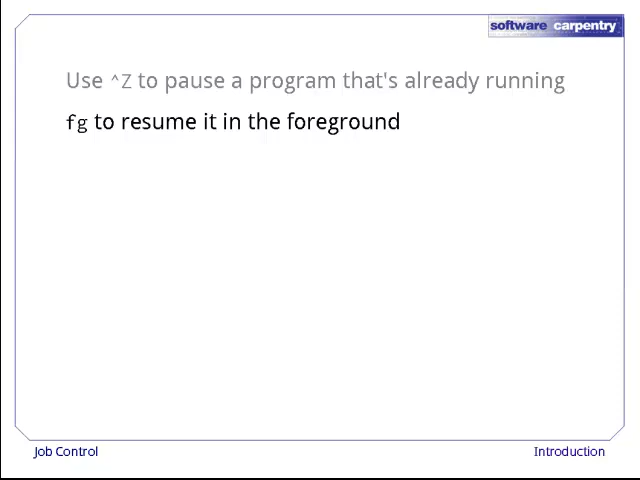 software carpentry
Use ^Z to pause a program that's already running
fg to resume it in the foreground
Job Control
Introduction